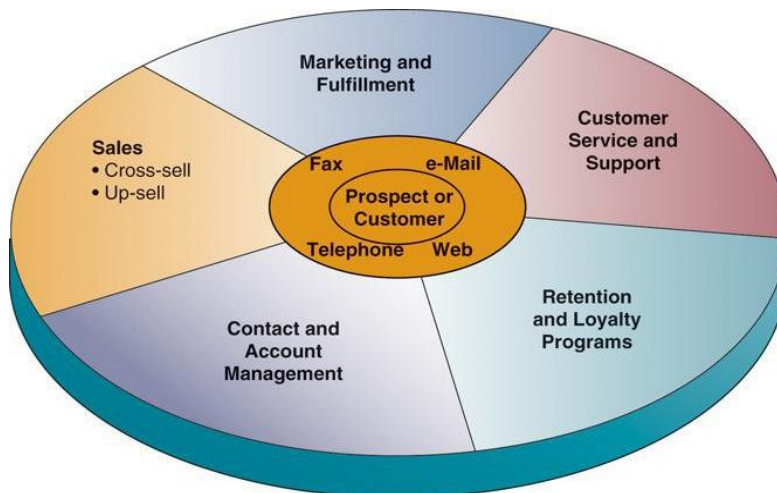 Marketing and
Fulfillment
Customer
Service and
Support
Sales
• Cross-sell
• Up-sell
Fax
e-Mail
Prospect or
Customer
Telephone
Web
Contact and
Account
Management
Retention
and Loyalty
Programs